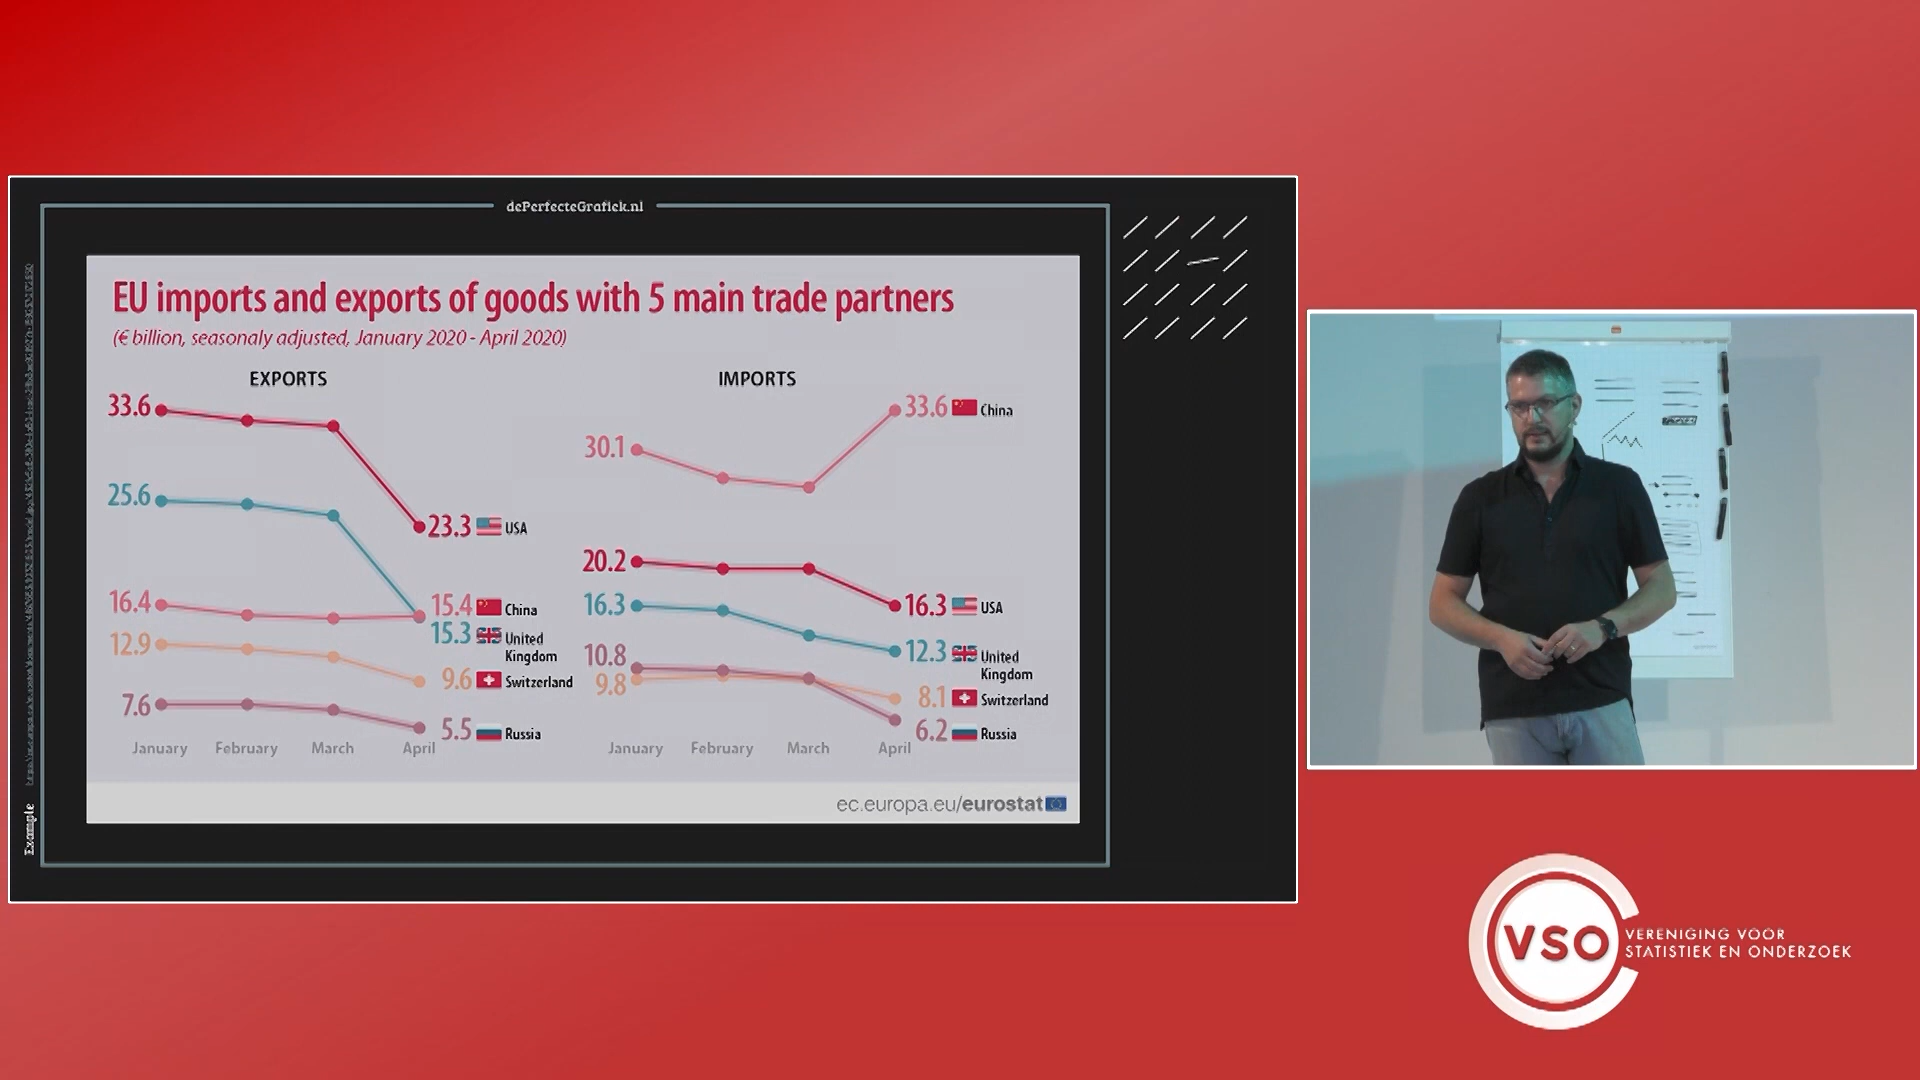 dePerfecteGrafiek.nl
EU imports and exports of goods with 5 main trade partners
(€ billion, seasonaly adjusted, January 2020 - April 2020)
EXPORTS
33.6
25.6
16.4
12.9
7.6
23.3 USA
15.4 China
15.3 United
Kingdom
9.6 Switzerland
5.5 Russia
January February March April
IMPORTS
30.1
20.2
16.3
10.8
9.8
33.6 China
16.3 USA
12.3 United
Kingdom
8.1 Switzerland
6.2 Russia
January February March April
ec.europa.eu/eurostat
Example
VSO
VERENIGING VOOR
STATISTIEK EN ONDERZOEK